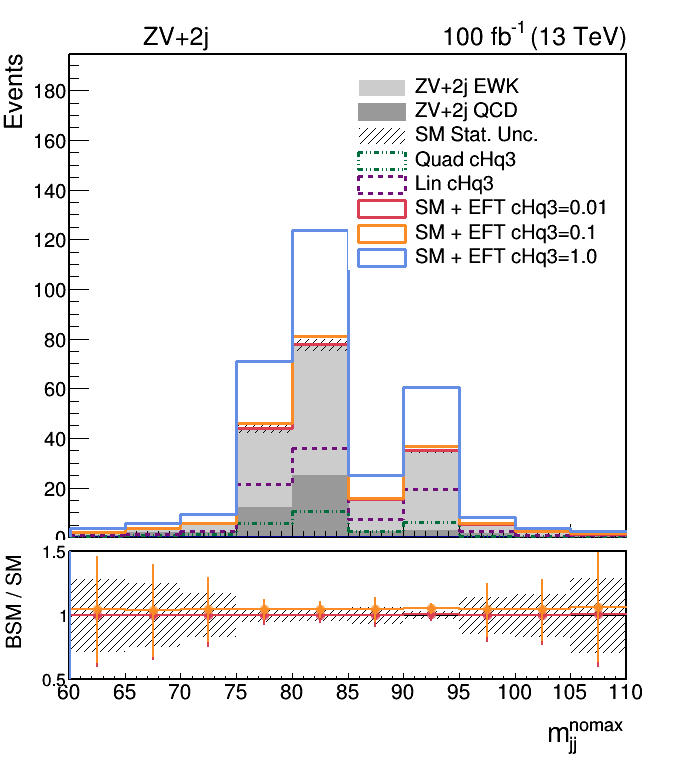 ZV+2j 100 fb⁻¹ (13 TeV)
Events
180
160
140
120
100
80
60
40
20
0
ZV+2j EWK
ZV+2j QCD
SM Stat. Unc.
Quad cHq3
Lin cHq3
SM + EFT cHq3=0.01
SM + EFT cHq3=0.1
SM + EFT cHq3=1.0
BSM / SM
1.5
1
0.5
60 65 70 75 80 85 90 95 100 105 110
m_jj^nomax